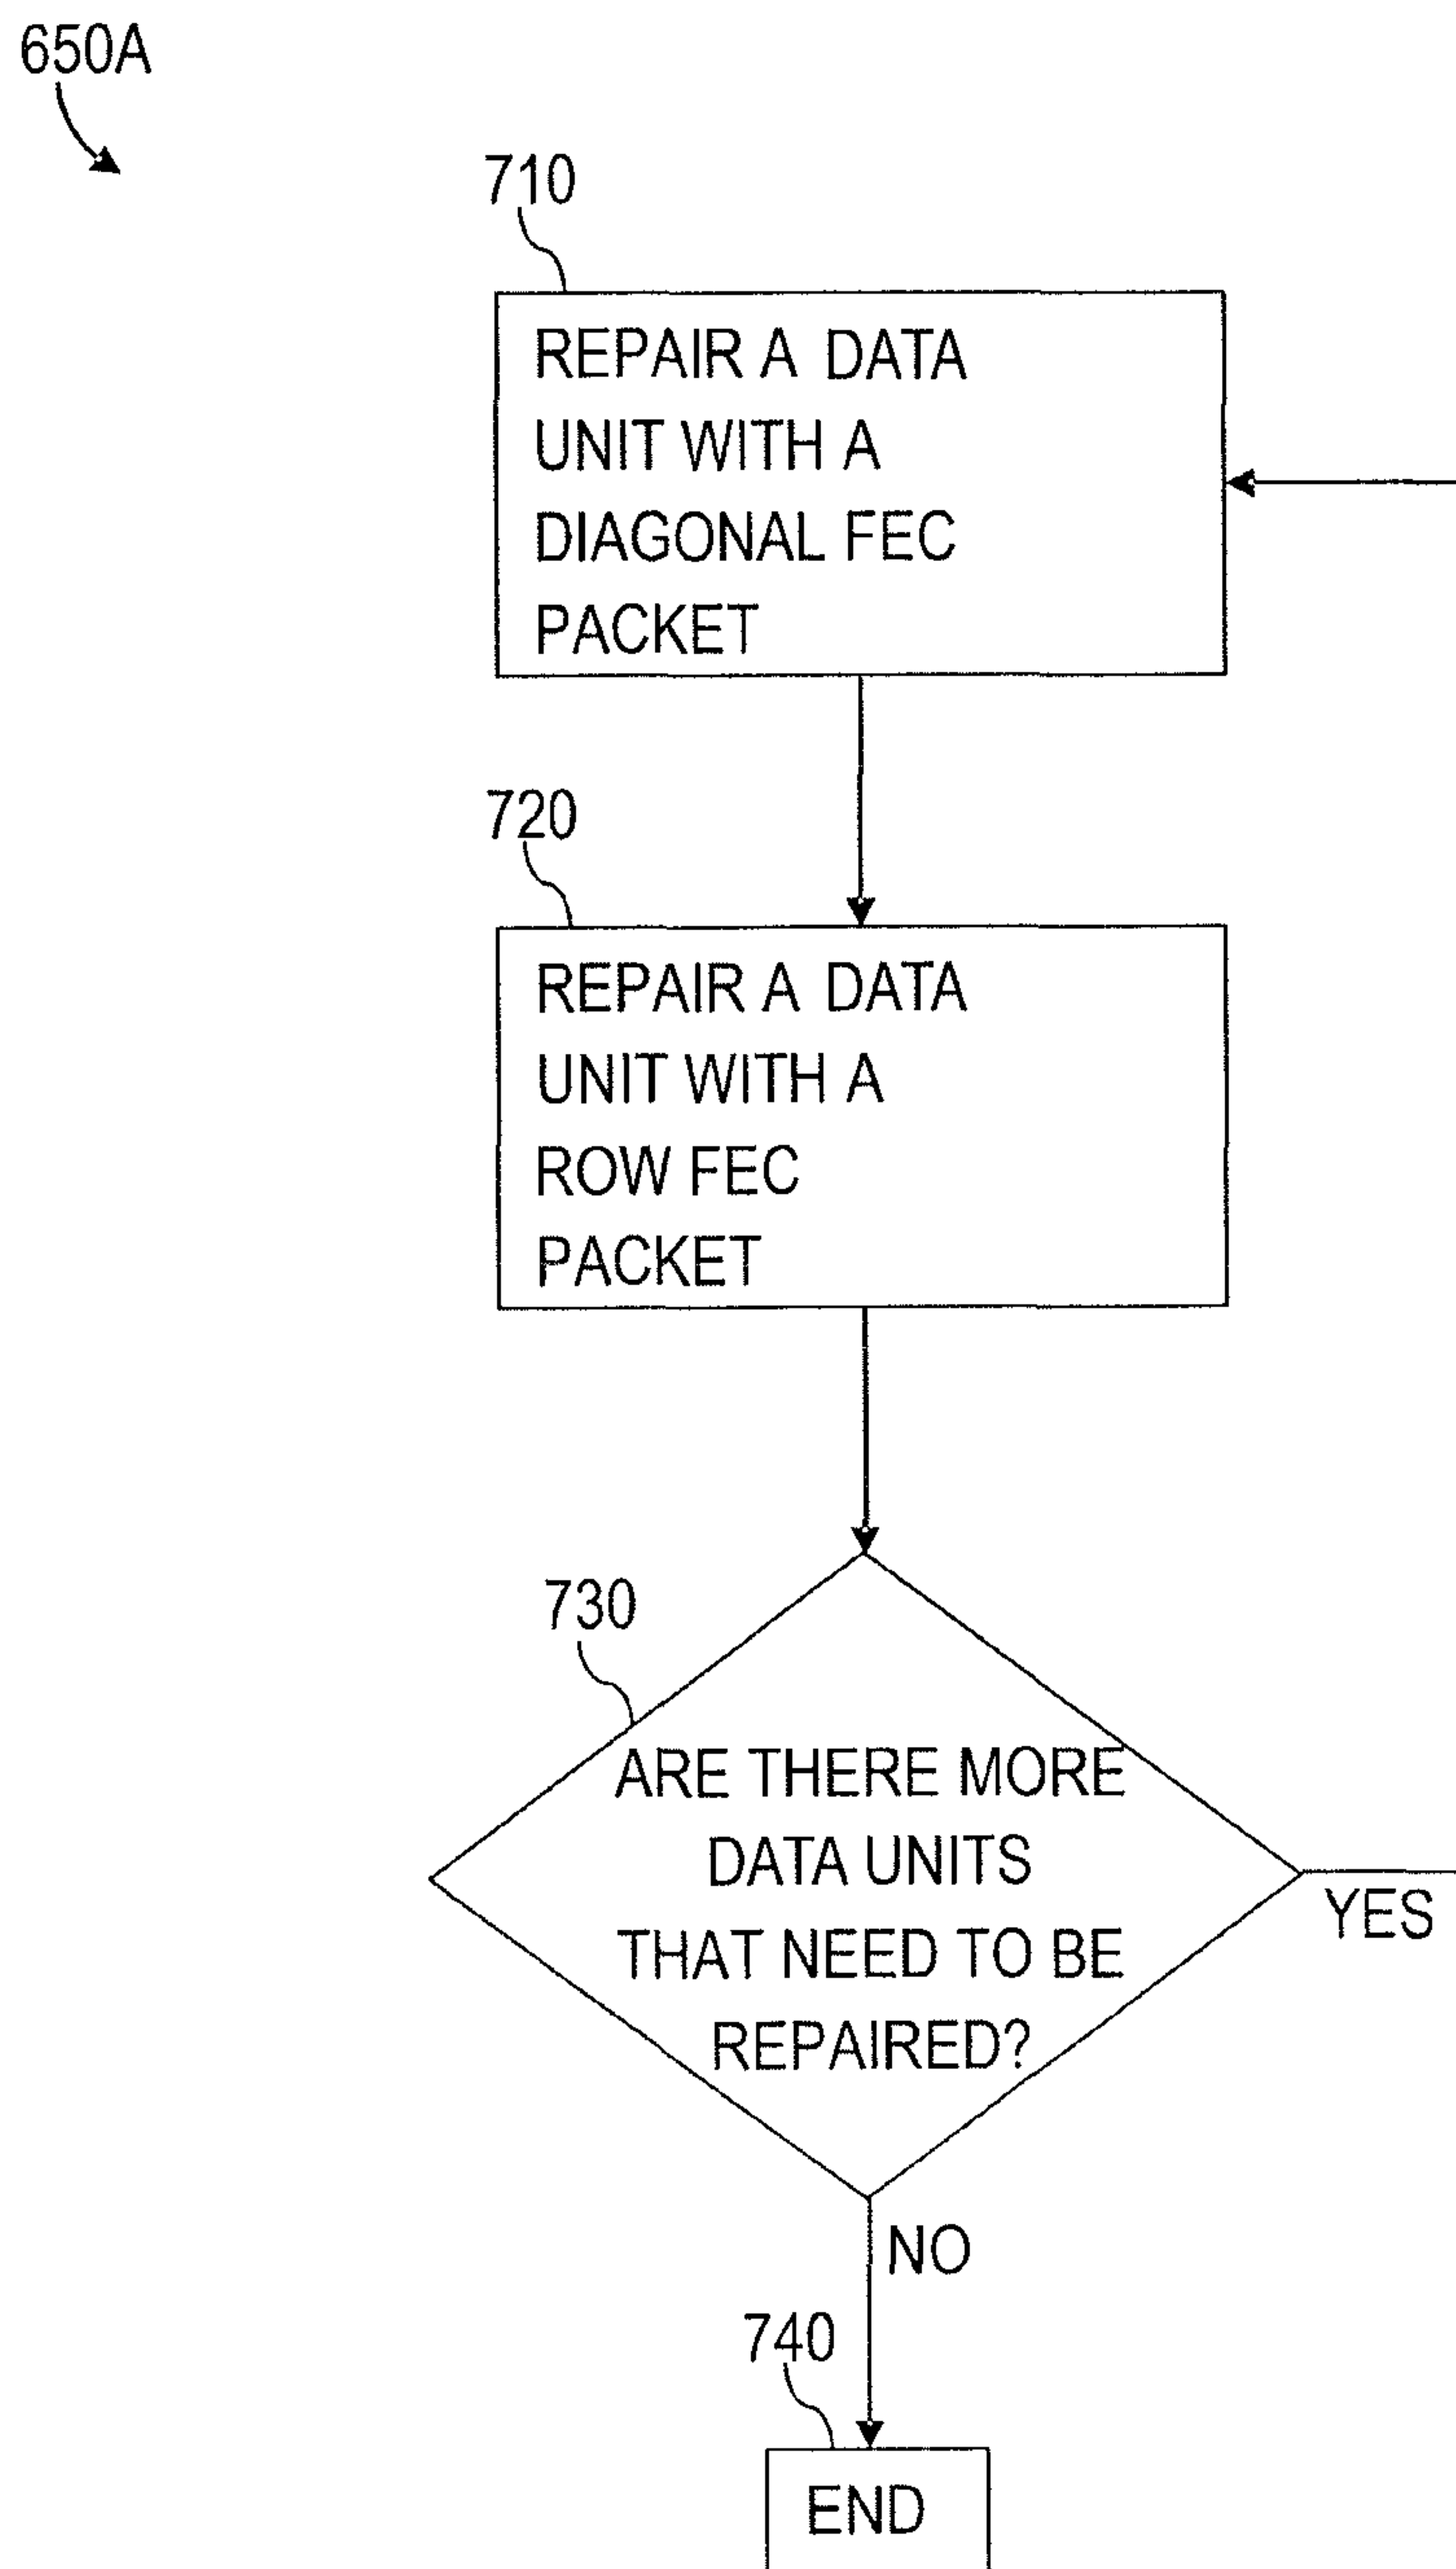 650A
710
REPAIR A DATA
UNIT WITH A
DIAGONAL FEC
PACKET
720
REPAIR A DATA
UNIT WITH A
ROW FEC
PACKET
730
ARE THERE MORE
DATA UNITS
THAT NEED TO BE
REPAIRED?
YES
NO
740
END